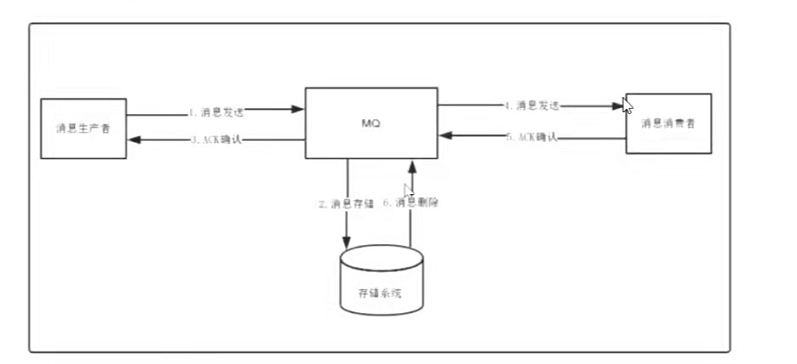 1.消息发送
4.消息发送
消息生产者
MQ
消息消费者
3.ACK确认
5.ACK确认
2.消息存储
6.消息删除
存储系统